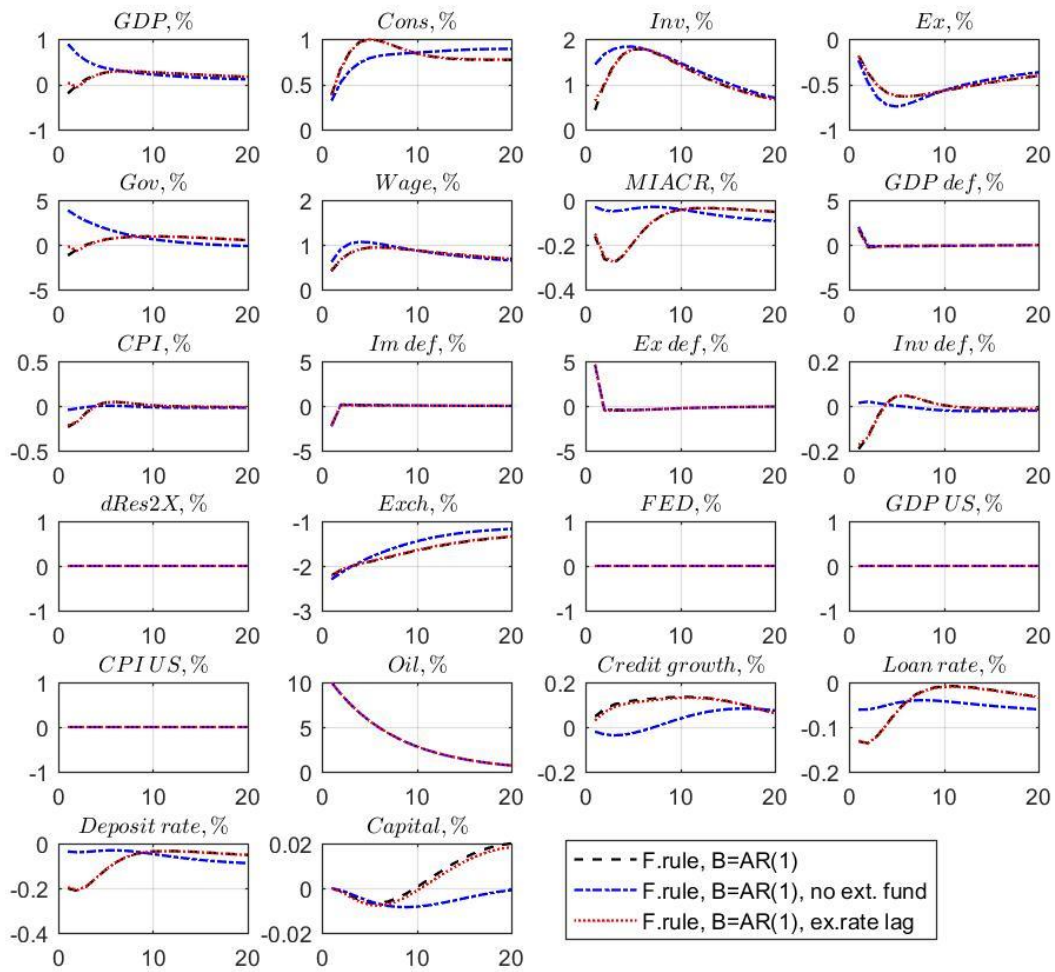 GDP, % Cons, % Inv, % Ex, %
1 1 2 0
0 0.5 1 -0.5
-1 0 0 -1
0 10 20 0 10 20 0 10 20 0 10 20
Gov, % Wage, % MIACR, % GDP def, %
5 2 0 5
0 1 -0.2 0
-5 0 -0.4 -5
0 10 20 0 10 20 0 10 20 0 10 20
CPI, % Im def, % Ex def, % Inv def, %
0.5 5 5 0.2
0 0 0 0
-0.5 -5 -5 -0.2
0 10 20 0 10 20 0 10 20 0 10 20
dRes2X, % Exch, % FED, % GDP US, %
1 -1 1 1
0 -2 0 0
-1 -3 -1 -1
0 10 20 0 10 20 0 10 20 0 10 20
CPI US, % Oil, % Credit growth, % Loan rate, %
1 10 0.2 0
0 5 0 -0.1
-1 0 -0.2 -0.2
0 10 20 0 10 20 0 10 20 0 10 20
Deposit rate, % Capital, %
0 0.02
-0.2 0
-0.4 -0.02
0 10 20 0 10 20
F.rule, B=AR(1)
F.rule, B=AR(1), no ext. fund
F.rule, B=AR(1), ex.rate lag